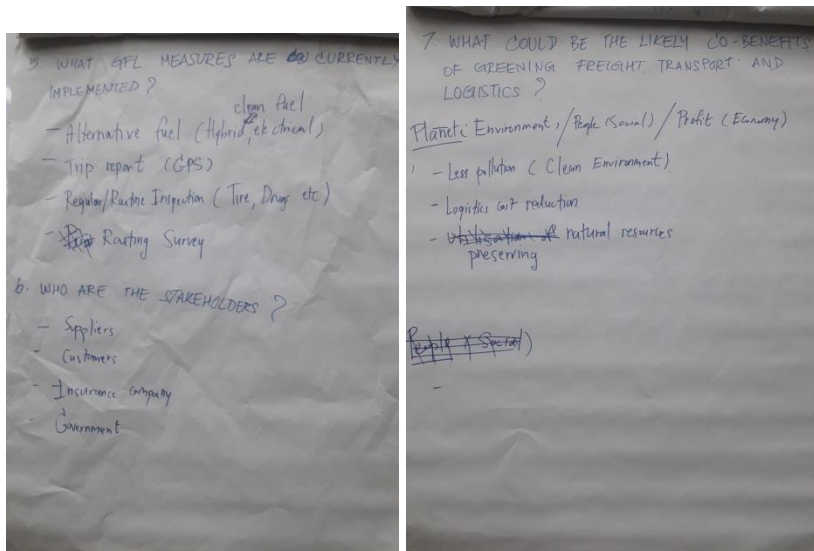 5. WHAT GFL MEASURES ARE CURRENTLY
IMPLEMENTED?
clean fuel
- Alternative fuel (Hybrid, electrical)
- Trip report (GPS)
- Regular/Routine Inspection (Tire, Drugs etc)
- Routing Survey
6. WHO ARE THE STAKEHOLDERS?
- Suppliers
- Customers
- Insurance company
- Government
7. WHAT COULD BE THE LIKELY CO-BENEFITS
OF GREENING FREIGHT TRANSPORT AND
LOGISTICS?
Planet: Environment, / People (Social) / Profit (Economy)
- Less pollution (Clean Environment)
- Logistics cost reduction
- Utilisation of natural resources
preserving
People (Social)
-